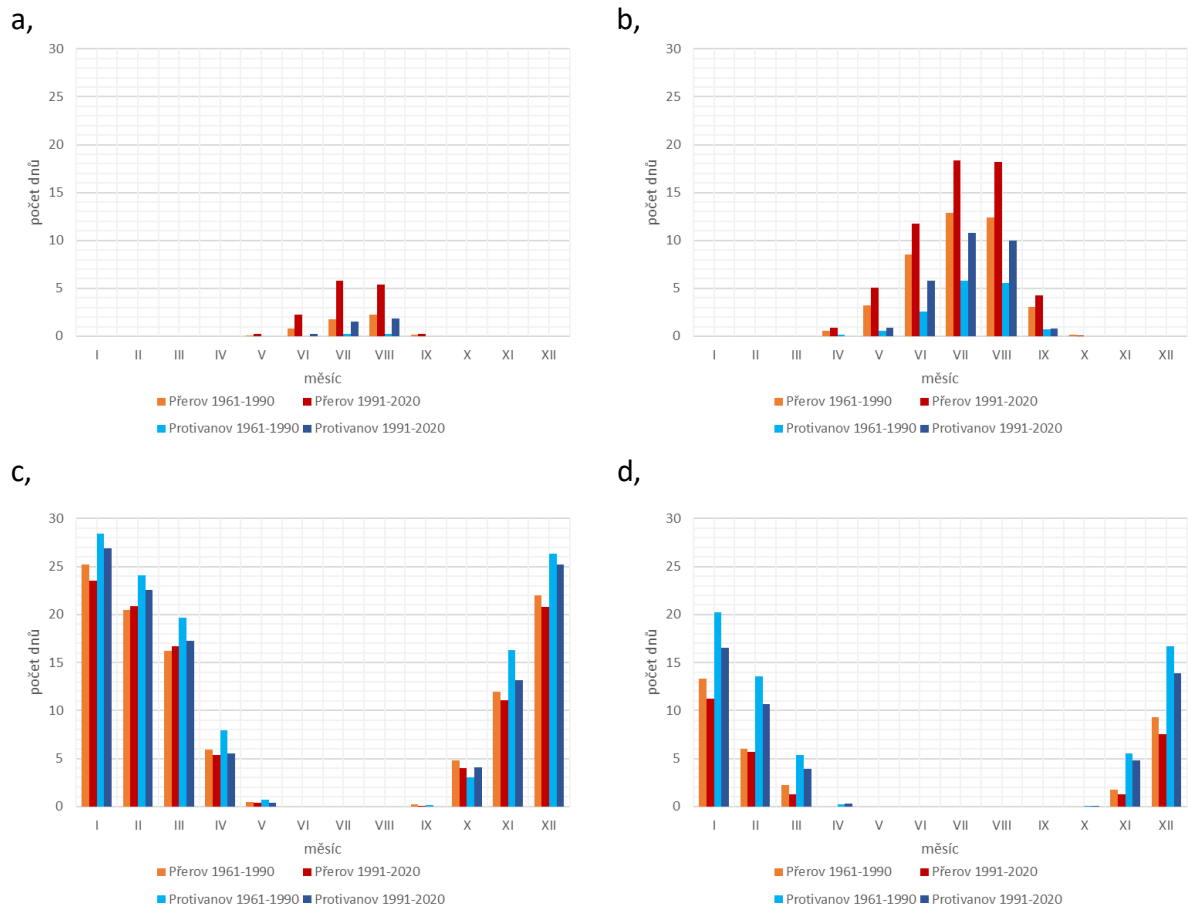 a,
30
25
20
15
10
5
0
počet dnů
I II III IV V VI VII VIII IX X XI XII
měsíc
Přerov 1961-1990 Přerov 1991-2020
Protivanov 1961-1990 Protivanov 1991-2020
b,
30
25
20
15
10
5
0
počet dnů
I II III IV V VI VII VIII IX X XI XII
měsíc
Přerov 1961-1990 Přerov 1991-2020
Protivanov 1961-1990 Protivanov 1991-2020
c,
30
25
20
15
10
5
0
počet dnů
I II III IV V VI VII VIII IX X XI XII
měsíc
Přerov 1961-1990 Přerov 1991-2020
Protivanov 1961-1990 Protivanov 1991-2020
d,
30
25
20
15
10
5
0
počet dnů
I II III IV V VI VII VIII IX X XI XII
měsíc
Přerov 1961-1990 Přerov 1991-2020
Protivanov 1961-1990 Protivanov 1991-2020